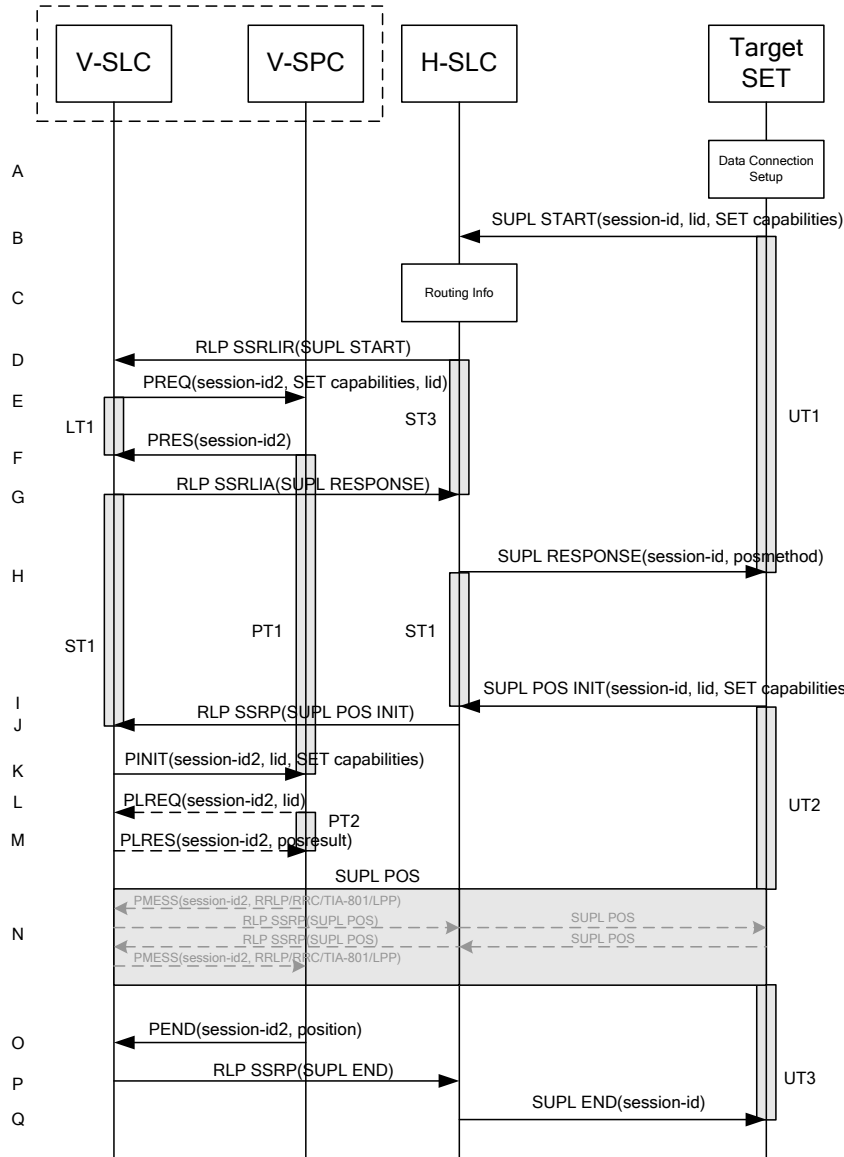 V-SLC
V-SPC
H-SLC
Target
SET
A
Data Connection
Setup
B
SUPL START(session-id, lid, SET capabilities)
C
Routing Info
D
RLP SSRLIR(SUPL START)
E
PREQ(session-id2, SET capabilities, lid)
LT1
ST3
UT1
F
PRES(session-id2)
G
RLP SSRLIA(SUPL RESPONSE)
H
SUPL RESPONSE(session-id, posmethod)
ST1
PT1
ST1
I
SUPL POS INIT(session-id, lid, SET capabilities
J
RLP SSRP(SUPL POS INIT)
K
PINIT(session-id2, lid, SET capabilities)
L
PLREQ(session-id2, lid)
PT2
UT2
M
PLRES(session-id2, posresult)
SUPL POS
PMESS(session-id2, RRLP/RRC/TIA-801/LPP)
RLP SSRP(SUPL POS)
SUPL POS
N
RLP SSRP(SUPL POS)
SUPL POS
PMESS(session-id2, RRLP/RRC/TIA-801/LPP)
O
PEND(session-id2, position)
P
RLP SSRP(SUPL END)
UT3
Q
SUPL END(session-id)